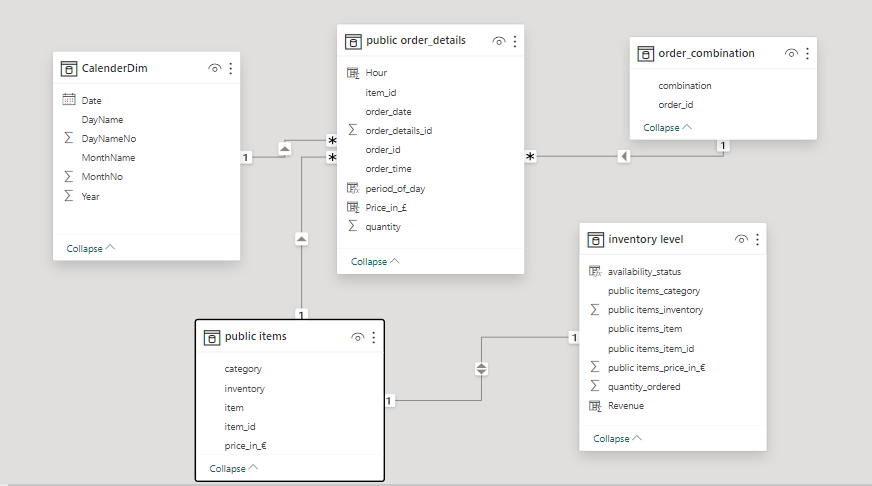 CalenderDim
Date
DayName
DayNameNo
MonthName
MonthNo
Year
Collapse
public order_details
Hour
item_id
order_date
order_details_id
order_id
order_time
period_of_day
Price_in_£
quantity
Collapse
order_combination
combination
order_id
Collapse
1
*
*
*
1
1
public items
category
inventory
item
item_id
price_in_€
Collapse
1
1
inventory level
availability_status
public items_category
public items_inventory
public items_item
public items_item_id
public items_price_in_€
quantity_ordered
Revenue
Collapse